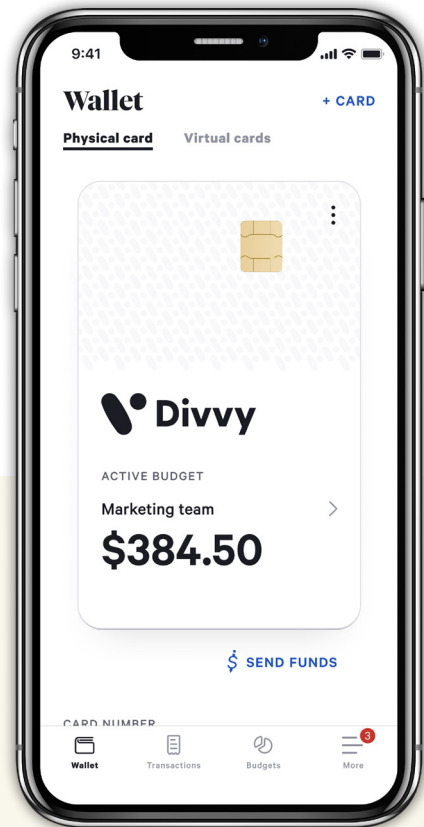 9:41
Wallet
+ CARD
Physical card Virtual cards
Divvy
ACTIVE BUDGET
Marketing team
$384.50
SEND FUNDS
CARD NUMBER
3
Wallet Transactions Budgets More